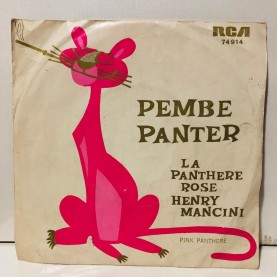 RCA
74914
PEMBE
PANTER
LA
PANTHERE
ROSE
HENRY
MANCINI
PINK PANTHERE